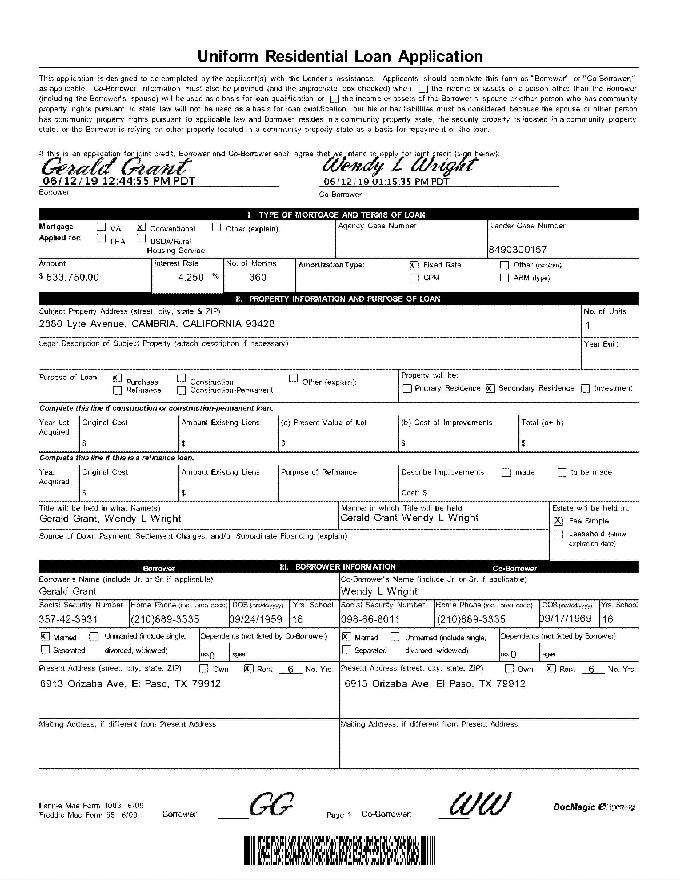 Uniform Residential Loan Application
This application is designed to be completed by the applicant(s) with the Lender's assistance. Applicants should complete this form as "Borrower" or "Co-Borrower,"
as applicable. Co-Borrower information must also be provided (and the appropriate box checked) when the income or assets of a person other than the Borrower
(including the Borrower's spouse) will be used as a basis for loan qualification or the income or assets of the Borrower's spouse or other person who has community
property rights pursuant to state law will not be used as a basis for loan qualification, but his or her liabilities must be considered because the spouse or other person
has community property rights pursuant to applicable law and Borrower resides in a community property state, the security property is located in a community property
state, or the Borrower is relying on other property located in a community property state as a basis for repayment of the loan.
If this is an application for joint credit, Borrower and Co-Borrower each agree that we intend to apply for joint credit (sign below):
Gerald Grant Wendy L Wright
06/12/19 12:44:55 PM PDT 06/12/19 01:15:35 PM PDT
Borrower Co-Borrower
I. TYPE OF MORTGAGE AND TERMS OF LOAN
Mortgage VA X Conventional Other (explain): Agency Case Number Lender Case Number
Applied for: FHA USDA/Rural
Housing Service 8490300157
Amount Interest Rate No. of Months Amortization Type: X Fixed Rate Other (explain):
$ 633,750.00 4.250 % 360 GPM ARM (type):
II. PROPERTY INFORMATION AND PURPOSE OF LOAN
Subject Property Address (street, city, state & ZIP) No. of Units
2880 Lyle Avenue, CAMBRIA, CALIFORNIA 93428 1
Legal Description of Subject Property (attach description if necessary) Year Built
Purpose of Loan X Purchase Construction Other (explain): Property will be:
Refinance Construction-Permanent Primary Residence X Secondary Residence Investment
Complete this line if construction or construction-permanent loan.
Year Lot Original Cost Amount Existing Liens (a) Present Value of Lot (b) Cost of Improvements Total (a+b)
Acquired $ $ $ $ $
Complete this line if this is a refinance loan.
Year Original Cost Amount Existing Liens Purpose of Refinance Describe Improvements made to be made
Acquired $ $ Cost: $
Title will be held in what Name(s) Manner in which Title will be held Estate will be held in:
Gerald Grant, Wendy L Wright Gerald Grant Wendy L Wright X Fee Simple
Source of Down Payment, Settlement Charges, and/or Subordinate Financing (explain) Leasehold (show
expiration date)
Borrower III. BORROWER INFORMATION Co-Borrower
Borrower's Name (include Jr. or Sr. if applicable) Co-Borrower's Name (include Jr. or Sr. if applicable)
Gerald Grant Wendy L Wright
Social Security Number Home Phone (incl. area code) DOB (mm/dd/yyyy) Yrs. School Social Security Number Home Phone (incl. area code) DOB (mm/dd/yyyy) Yrs. School
357-42-3931 (210)889-3335 09/24/1959 16 098-66-8011 (210)889-3335 09/17/1969 16
X Married Unmarried (include single, Dependents (not listed by Co-Borrower) X Married Unmarried (include single, Dependents (not listed by Borrower)
Separated divorced, widowed) no. 0 ages Separated divorced, widowed) no. 0 ages
Present Address (street, city, state, ZIP) Own X Rent 6 No. Yrs. Present Address (street, city, state, ZIP) Own X Rent 6 No. Yrs.
6913 Orizaba Ave, El Paso, TX 79912 6913 Orizaba Ave, El Paso, TX 79912
Mailing Address, if different from Present Address Mailing Address, if different from Present Address
Fannie Mae Form 1003 6/09 GG WW
Freddie Mac Form 65 6/09 Borrower: Page 1 Co-Borrower: DocMagic